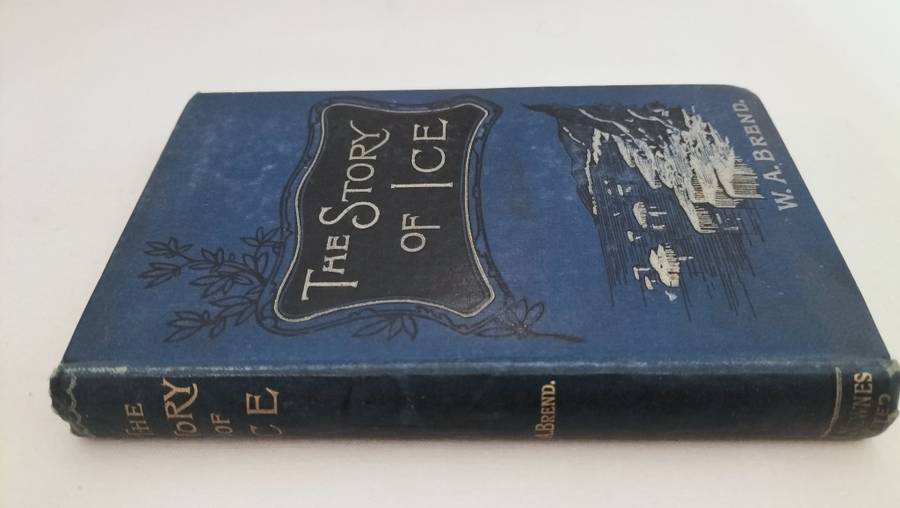 THE STORY
OF ICE
W. A. BREND.
THE
STORY
OF
ICE
A. BREND.